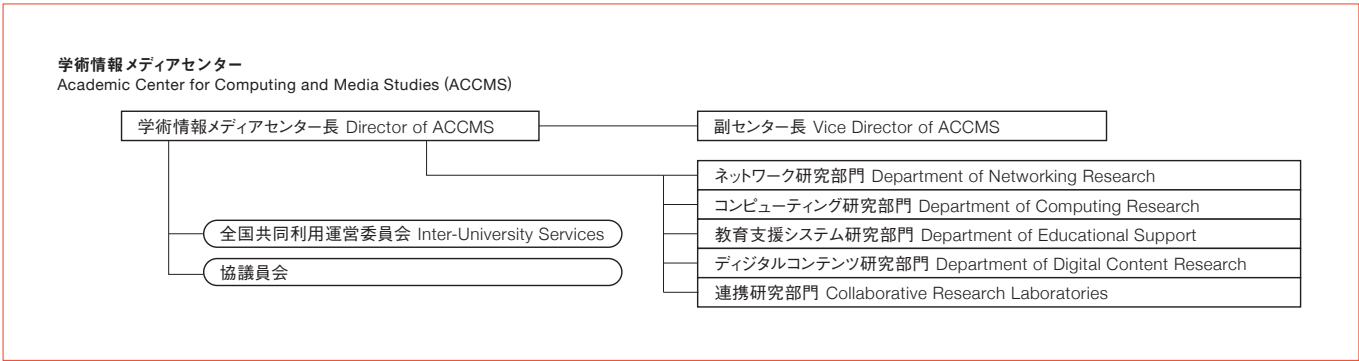 学術情報メディアセンター
Academic Center for Computing and Media Studies (ACCMS)
学術情報メディアセンター長 Director of ACCMS
副センター長 Vice Director of ACCMS
ネットワーク研究部門 Department of Networking Research
コンピューティング研究部門 Department of Computing Research
教育支援システム研究部門 Department of Educational Support
ディジタルコンテンツ研究部門 Department of Digital Content Research
連携研究部門 Collaborative Research Laboratories
全国共同利用運営委員会 Inter-University Services
協議員会